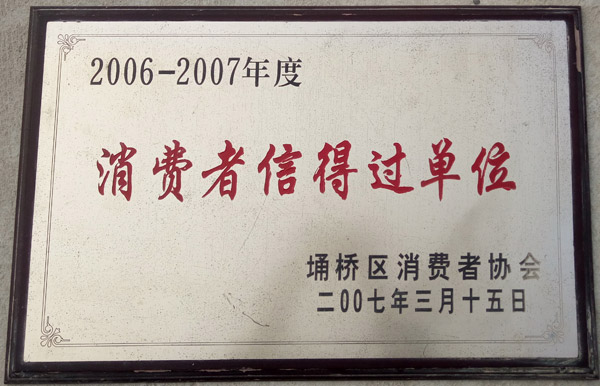 2006-2007年度
消费者信得过单位
埇桥区消费者协会
二00七年三月十五日